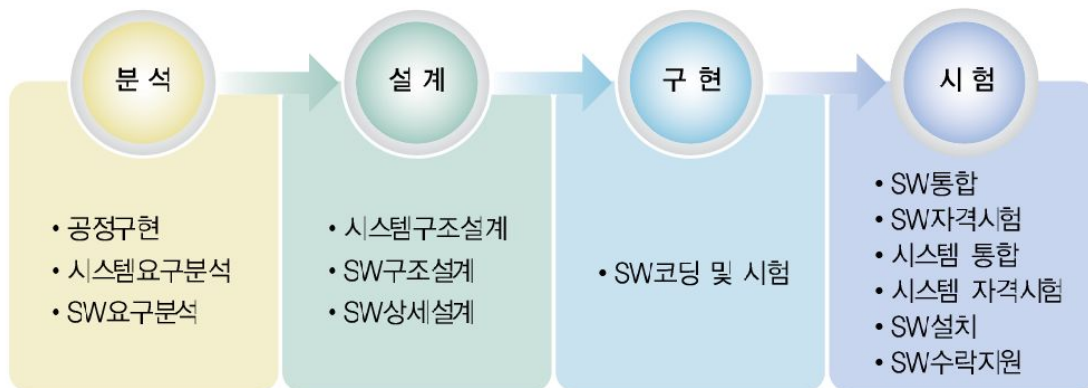 분 석
설 계
구 현
시 험
• 공정구현
• 시스템요구분석
• SW요구분석
• 시스템구조설계
• SW구조설계
• SW상세설계
• SW코딩 및 시험
• SW통합
• SW자격시험
• 시스템 통합
• 시스템 자격시험
• SW설치
• SW수락지원